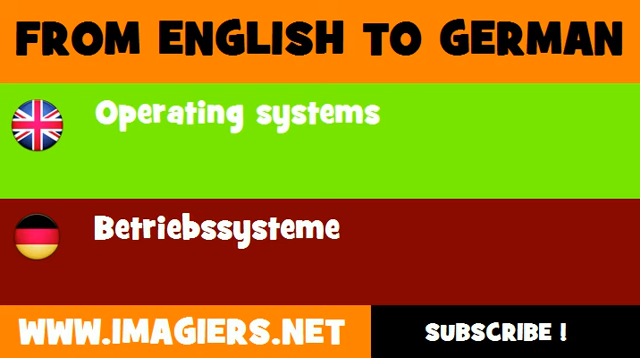 FROM ENGLISH TO GERMAN
Operating systems
Betriebssysteme
WWW.IMAGIERS.NET
SUBSCRIBE !